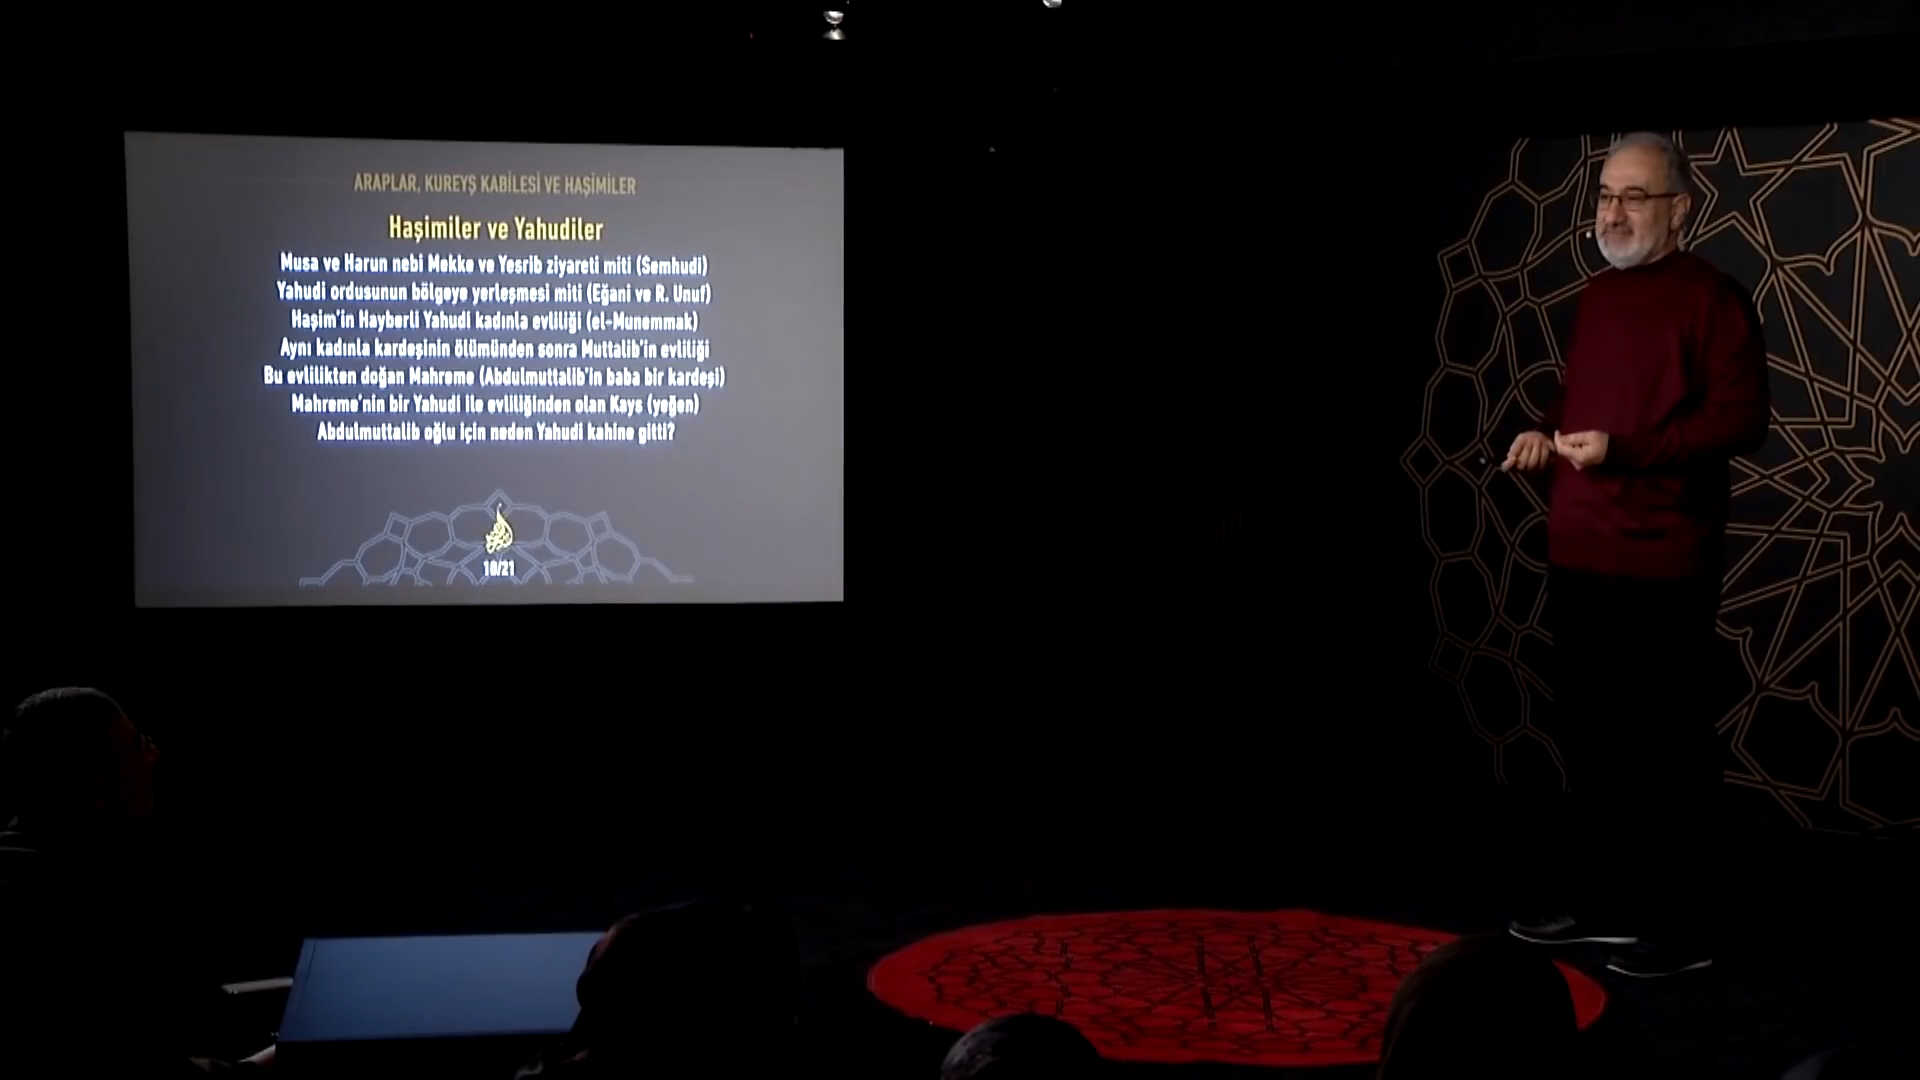 ARAPLAR, KUREYŞ KABİLESİ VE HAŞİMİLER
Haşimiler ve Yahudiler
Musa ve Harun nebi Mekke ve Yesrib ziyareti miti (Semhudi)
Yahudi ordusunun bölgeye yerleşmesi miti (Eğani ve R. Unuf)
Haşim'in Hayberli Yahudi kadınla evliliği (el-Munemmak)
Aynı kadınla kardeşinin ölümünden sonra Muttalib'in evliliği
Bu evlilikten doğan Mahreme (Abdulmuttalib'in baba bir kardeşi)
Mahreme'nin bir Yahudi ile evliliğinden olan Kays (yeğen)
Abdulmuttalib oğlu için neden Yahudi kahine gitti?
10/21